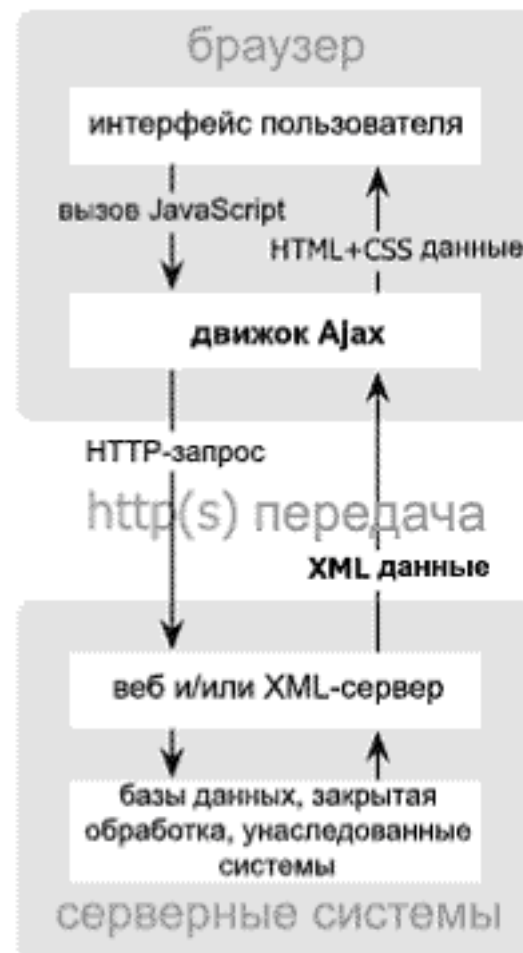 браузер
интерфейс пользователя
вызов JavaScript
HTML+CSS данные
движок Ajax
HTTP-запрос
http(s) передача
XML данные
веб и/или XML-сервер
базы данных, закрытая
обработка, унаследованные
системы
серверные системы